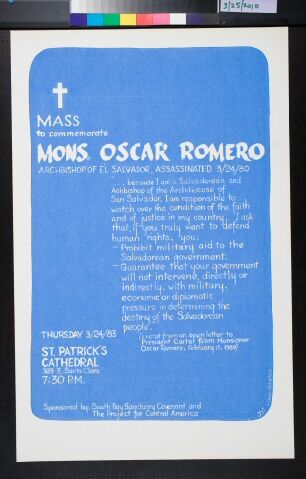 3/25/2010
MASS
to commemorate
MONS. OSCAR ROMERO
ARCHBISHOP OF EL SALVADOR, ASSASSINATED 3/24/80
....because I am a Salvadorean and
Achbishop of the Archdiocese of
San Salvador, I am responsible to
watch over the condition of the faith
and of justice in my country, I ask
that, if you truly want to defend
human rights, you:
- Prohibit military aid to the
Salvadorean government.
- Guarantee that your government
will not intervene, directly or
indirectly, with military,
economic or diplomatic
pressure in determining the
destiny of the Salvadorean
people.
(excerpt from an open letter to
President Carter from Monsignor
Oscar Romero, February 17, 1980)
THURSDAY 3/24/83
ST. PATRICK'S
CATHEDRAL
389 E. Santa Clara
7:30 P.M.
Sponsored by: South Bay Sanctuary Covenant and
The Project for Central America